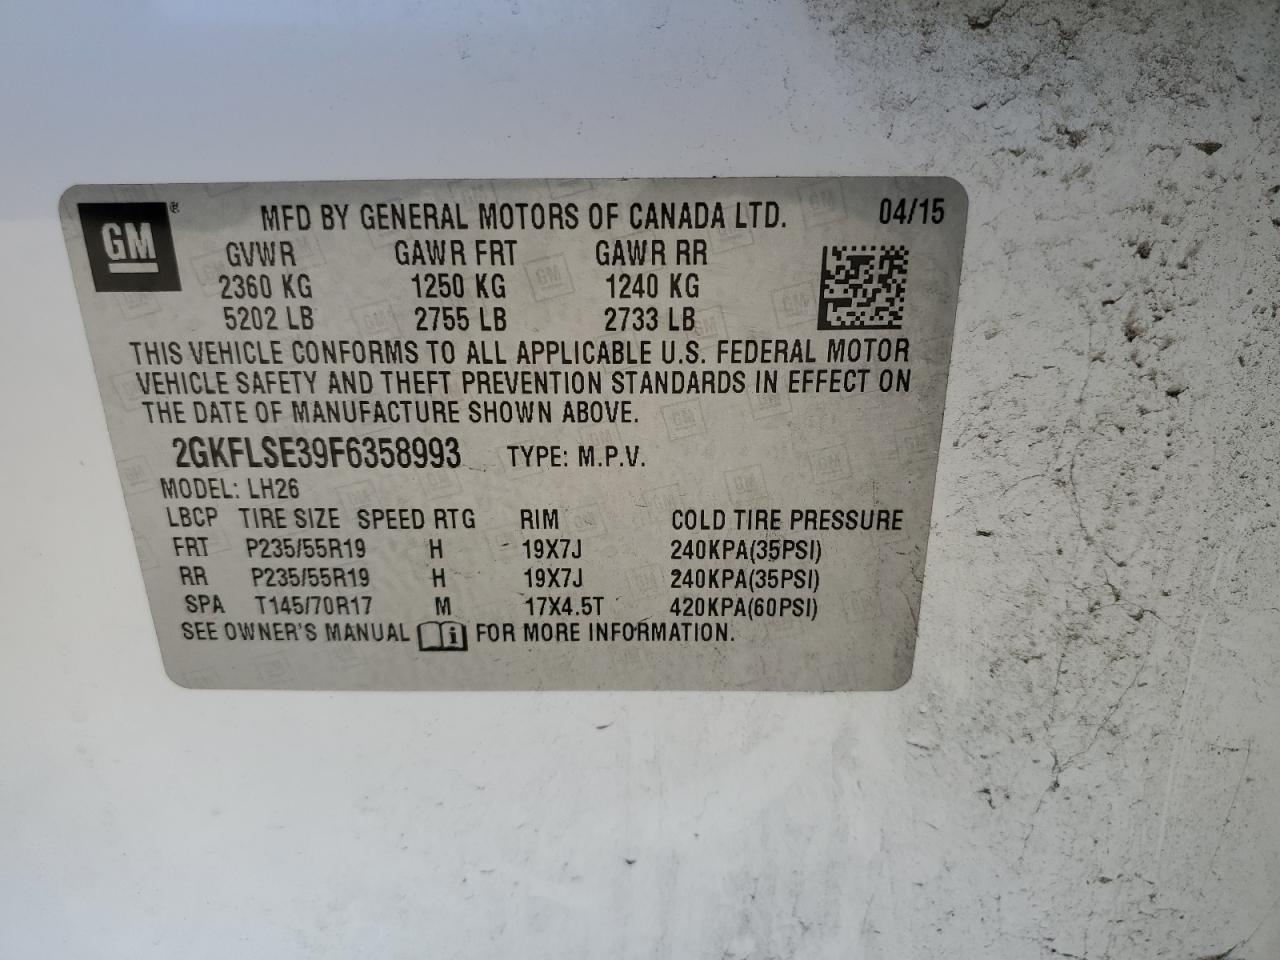 GM ® MFD BY GENERAL MOTORS OF CANADA LTD. 04/15
GVWR GAWR FRT GAWR RR
2360 KG 1250 KG 1240 KG
5202 LB 2755 LB 2733 LB
THIS VEHICLE CONFORMS TO ALL APPLICABLE U.S. FEDERAL MOTOR
VEHICLE SAFETY AND THEFT PREVENTION STANDARDS IN EFFECT ON
THE DATE OF MANUFACTURE SHOWN ABOVE.
2GKFLSE39F6358993 TYPE: M.P.V.
MODEL: LH26
LBCP TIRE SIZE SPEED RTG RIM COLD TIRE PRESSURE
FRT P235/55R19 H 19X7J 240KPA(35PSI)
RR P235/55R19 H 19X7J 240KPA(35PSI)
SPA T145/70R17 M 17X4.5T 420KPA(60PSI)
SEE OWNER'S MANUAL i FOR MORE INFORMATION.